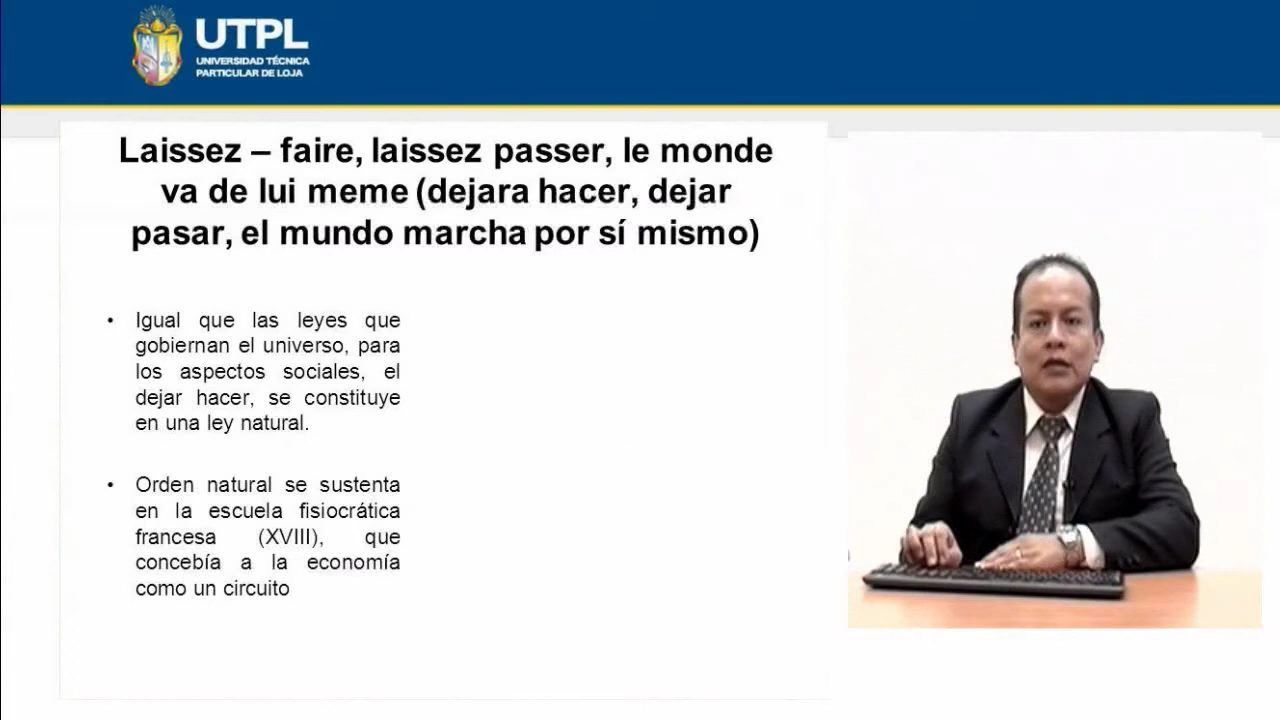 UTPL
UNIVERSIDAD TÉCNICA
PARTICULAR DE LOJA
Laissez – faire, laissez passer, le monde
va de lui meme (dejara hacer, dejar
pasar, el mundo marcha por sí mismo)
• Igual que las leyes que
gobiernan el universo, para
los aspectos sociales, el
dejar hacer, se constituye
en una ley natural.
• Orden natural se sustenta
en la escuela fisiocrática
francesa (XVIII), que
concebía a la economía
como un circuito